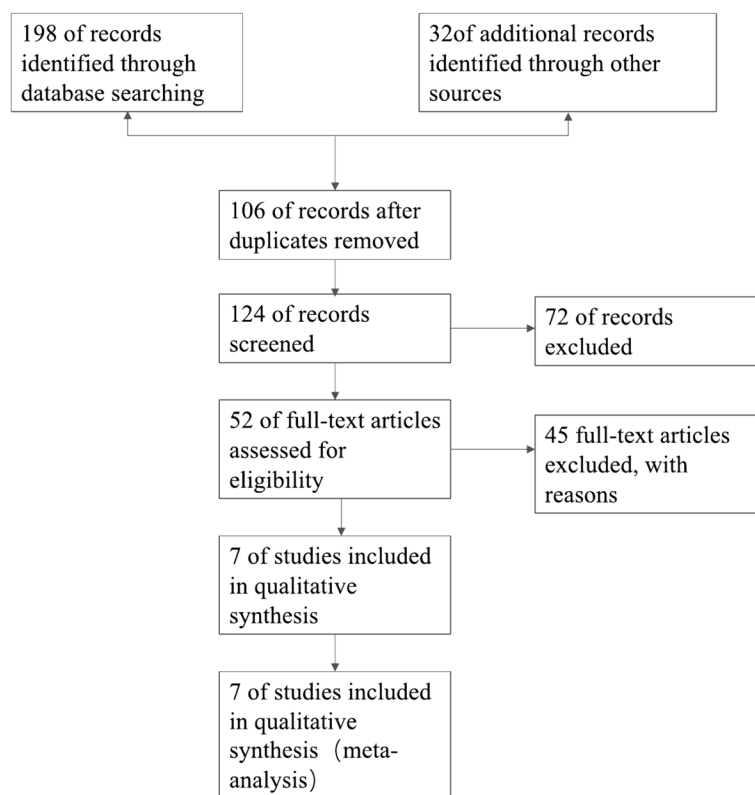 198 of records
identified through
database searching
32of additional records
identified through other
sources
106 of records after
duplicates removed
124 of records
screened
72 of records
excluded
52 of full-text articles
assessed for
eligibility
45 full-text articles
excluded, with
reasons
7 of studies included
in qualitative
synthesis
7 of studies included
in qualitative
synthesis（meta-
analysis）